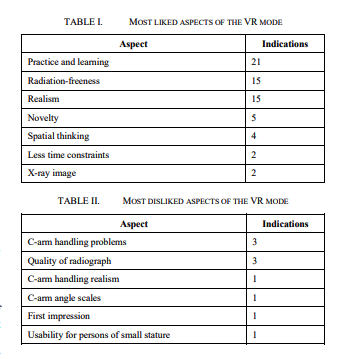 TABLE I. MOST LIKED ASPECTS OF THE VR MODE
Aspect Indications
Practice and learning 21
Radiation-freeness 15
Realism 15
Novelty 5
Spatial thinking 4
Less time constraints 2
X-ray image 2
TABLE II. MOST DISLIKED ASPECTS OF THE VR MODE
Aspect Indications
C-arm handling problems 3
Quality of radiograph 3
C-arm handling realism 1
C-arm angle scales 1
First impression 1
Usability for persons of small stature 1